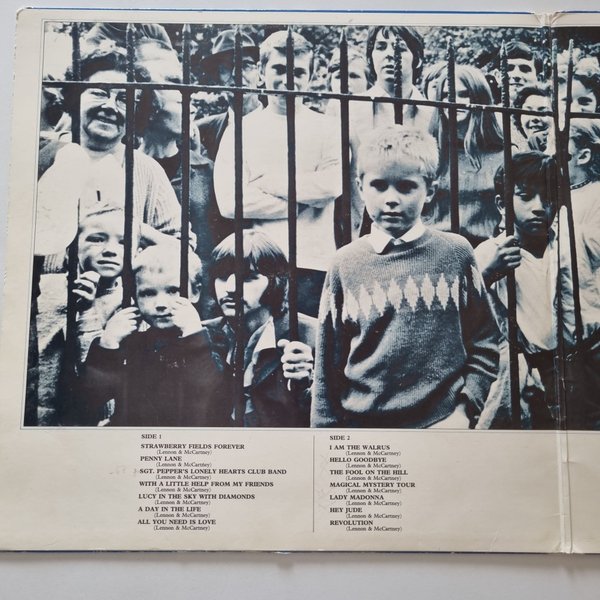 SIDE 1
STRAWBERRY FIELDS FOREVER
(Lennon & McCartney)
PENNY LANE
(Lennon & McCartney)
SGT. PEPPER'S LONELY HEARTS CLUB BAND
(Lennon & McCartney)
WITH A LITTLE HELP FROM MY FRIENDS
(Lennon & McCartney)
LUCY IN THE SKY WITH DIAMONDS
(Lennon & McCartney)
A DAY IN THE LIFE
(Lennon & McCartney)
ALL YOU NEED IS LOVE
(Lennon & McCartney)
SIDE 2
I AM THE WALRUS
(Lennon & McCartney)
HELLO GOODBYE
(Lennon & McCartney)
THE FOOL ON THE HILL
(Lennon & McCartney)
MAGICAL MYSTERY TOUR
(Lennon & McCartney)
LADY MADONNA
(Lennon & McCartney)
HEY JUDE
(Lennon & McCartney)
REVOLUTION
(Lennon & McCartney)